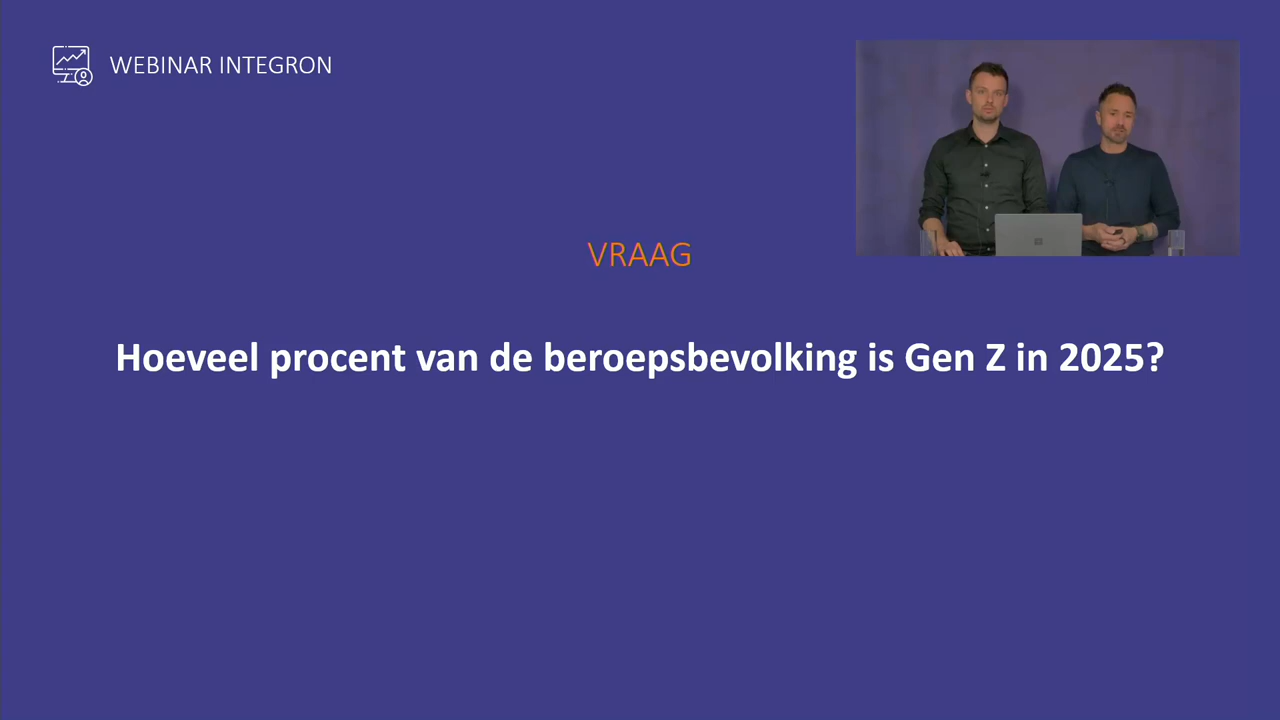 WEBINAR INTEGRON
VRAAG
Hoeveel procent van de beroepsbevolking is Gen Z in 2025?